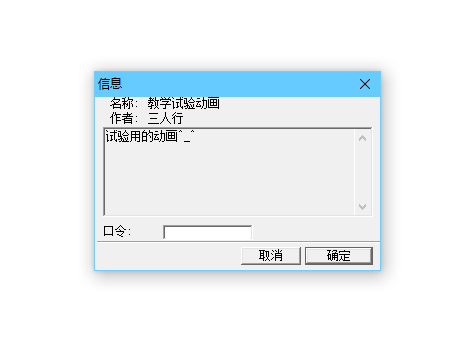 信息
名称： 教学试验动画
作者： 三人行
试验用的动画^_^
口令：
取消 确定